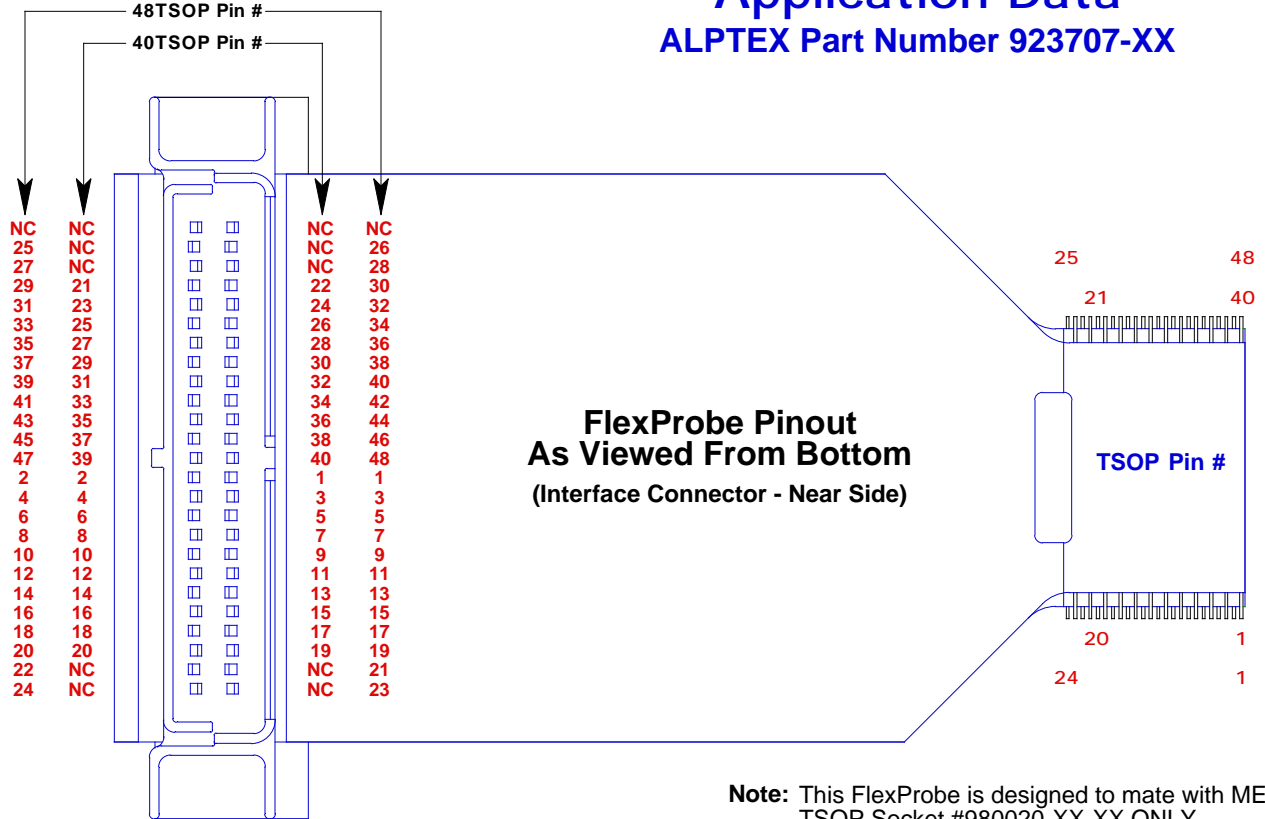 Application Data
ALPTEX Part Number 923707-XX
48TSOP Pin #
40TSOP Pin #
NC NC NC NC
25 NC NC 26
27 NC NC 28
29 21 22 30
31 23 24 32
33 25 26 34
35 27 28 36
37 29 30 38
39 31 32 40
41 33 34 42
43 35 36 44
45 37 38 46
47 39 40 48
2 2 1 1
4 4 3 3
6 6 5 5
8 8 7 7
10 10 9 9
12 12 11 11
14 14 13 13
16 16 15 15
18 18 17 17
20 20 19 19
22 NC NC 21
24 NC NC 23
FlexProbe Pinout
As Viewed From Bottom
(Interface Connector - Near Side)
25 48
21 40
TSOP Pin #
20 1
24 1
Note: This FlexProbe is designed to mate with ME
TSOP Socket #980020-XX-XX ONLY